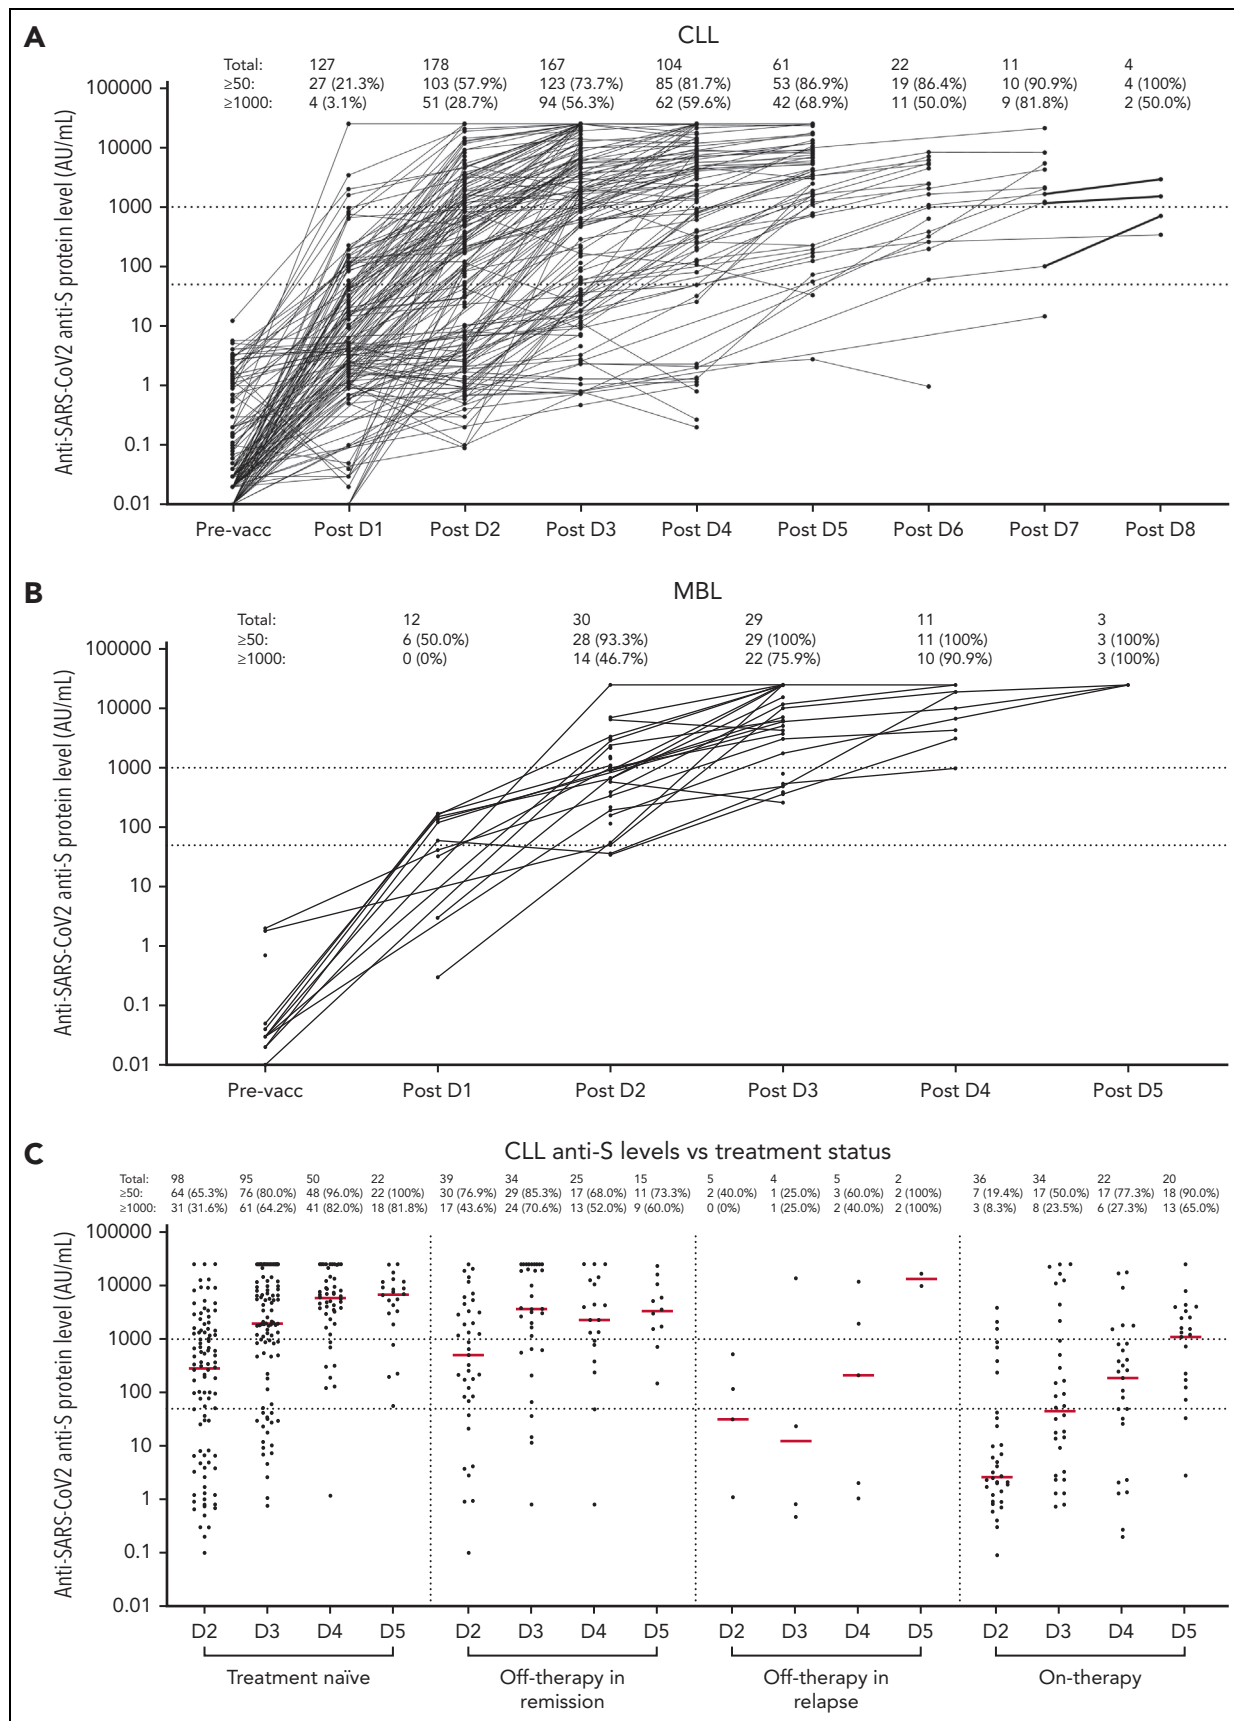 A
CLL
Total: 127 178 167 104 61 22 11 4
≥50: 27 (21.3%) 103 (57.9%) 123 (73.7%) 85 (81.7%) 53 (86.9%) 19 (86.4%) 10 (90.9%) 4 (100%)
≥1000: 4 (3.1%) 51 (28.7%) 94 (56.3%) 62 (59.6%) 42 (68.9%) 11 (50.0%) 9 (81.8%) 2 (50.0%)
Anti-SARS-CoV2 anti-S protein level (AU/mL)
100000
10000
1000
100
10
1
0.1
0.01
Pre-vacc Post D1 Post D2 Post D3 Post D4 Post D5 Post D6 Post D7 Post D8
B
MBL
Total: 12 30 29 11 3
≥50: 6 (50.0%) 28 (93.3%) 29 (100%) 11 (100%) 3 (100%)
≥1000: 0 (0%) 14 (46.7%) 22 (75.9%) 10 (90.9%) 3 (100%)
Anti-SARS-CoV2 anti-S protein level (AU/mL)
100000
10000
1000
100
10
1
0.1
0.01
Pre-vacc Post D1 Post D2 Post D3 Post D4 Post D5
C
CLL anti-S levels vs treatment status
Total: 98 95 50 22 39 34 25 15 5 4 5 2 36 34 22 20
≥50: 64 (65.3%) 76 (80.0%) 48 (96.0%) 22 (100%) 30 (76.9%) 29 (85.3%) 17 (68.0%) 11 (73.3%) 2 (40.0%) 1 (25.0%) 3 (60.0%) 2 (100%) 7 (19.4%) 17 (50.0%) 17 (77.3%) 18 (90.0%)
≥1000: 31 (31.6%) 61 (64.2%) 41 (82.0%) 18 (81.8%) 17 (43.6%) 24 (70.6%) 13 (52.0%) 9 (60.0%) 0 (0%) 1 (25.0%) 2 (40.0%) 2 (100%) 3 (8.3%) 8 (23.5%) 6 (27.3%) 13 (65.0%)
Anti-SARS-CoV2 anti-S protein level (AU/mL)
100000
10000
1000
100
10
1
0.1
0.01
D2 D3 D4 D5 D2 D3 D4 D5 D2 D3 D4 D5 D2 D3 D4 D5
Treatment naïve
Off-therapy in
remission
Off-therapy in
relapse
On-therapy